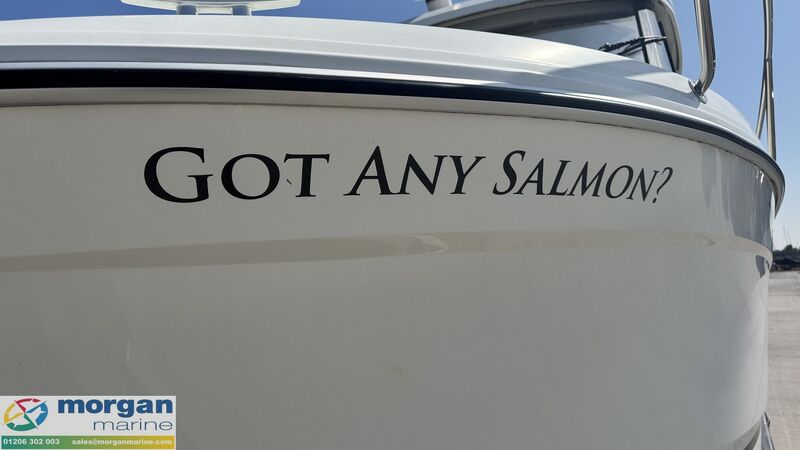 GOT ANY SALMON?
morgan
marine
01206 302 003 sales@morganmarine.com